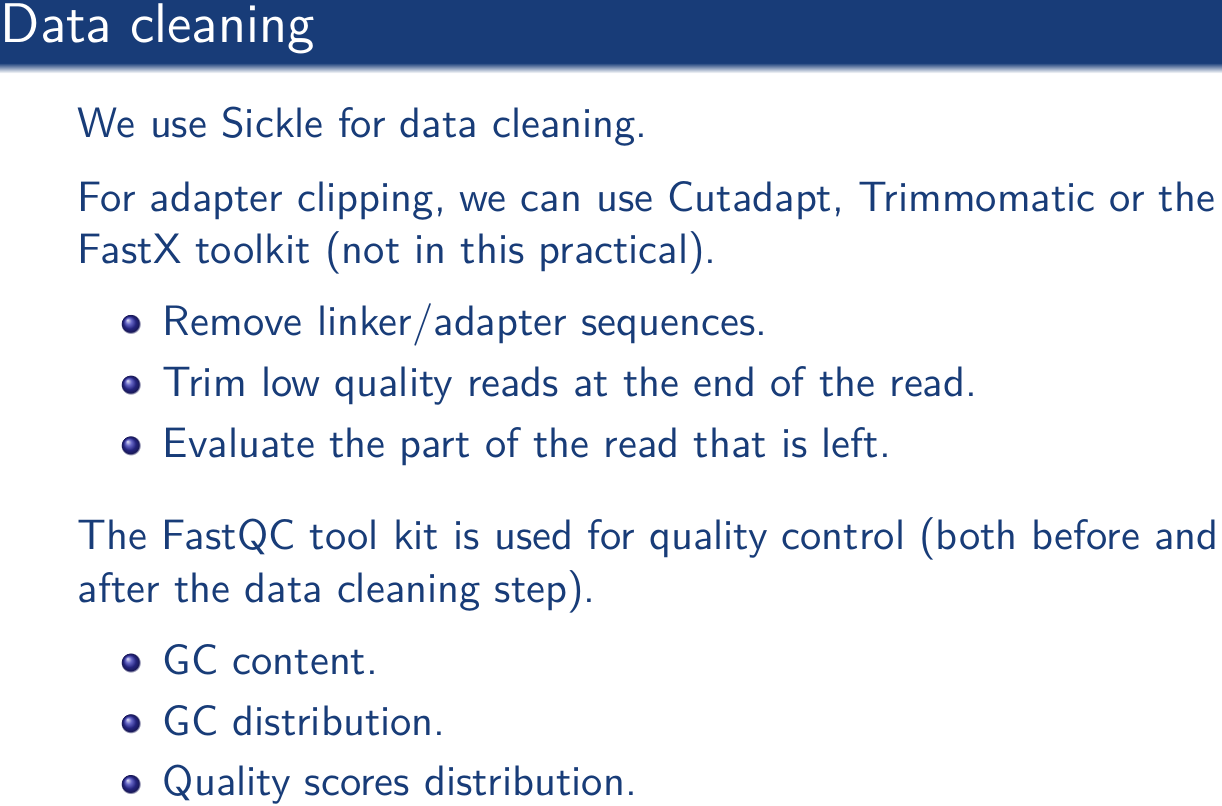 Data cleaning
We use Sickle for data cleaning.
For adapter clipping, we can use Cutadapt, Trimmomatic or the
FastX toolkit (not in this practical).
Remove linker/adapter sequences.
Trim low quality reads at the end of the read.
Evaluate the part of the read that is left.
The FastQC tool kit is used for quality control (both before and
after the data cleaning step).
GC content.
GC distribution.
Quality scores distribution.